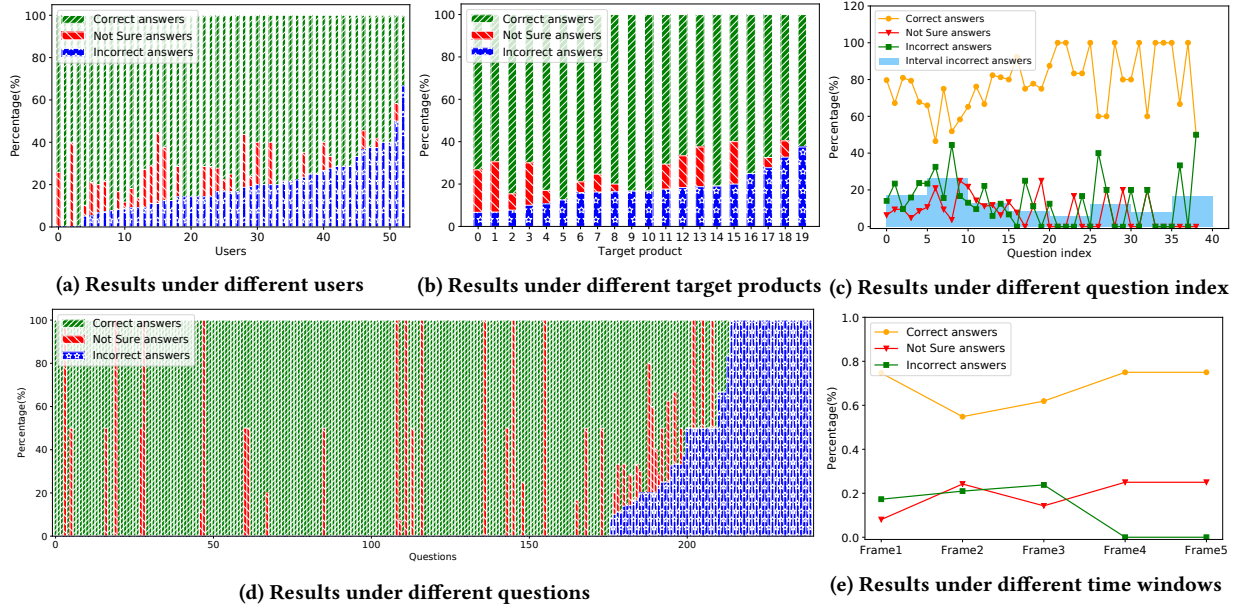 100
80
60
40
20
0
Percentage(%)
Correct answers
Not Sure answers
Incorrect answers
0 10 20 30 40 50
Users
(a) Results under different users
100
80
60
40
20
0
Percentage(%)
Correct answers
Not Sure answers
Incorrect answers
0 1 2 3 4 5 6 7 8 9 10 11 12 13 14 15 16 17 18 19
Target product
(b) Results under different target products
120
100
80
60
40
20
0
Percentage(%)
Correct answers
Not Sure answers
Incorrect answers
Interval incorrect answers
0 5 10 15 20 25 30 35 40
Question index
(c) Results under different question index
100
80
60
40
20
0
Percentage(%)
Correct answers
Not Sure answers
Incorrect answers
0 50 100 150 200
Questions
(d) Results under different questions
1.0
0.8
0.6
0.4
0.2
0.0
Percentage(%)
Correct answers
Not Sure answers
Incorrect answers
Frame1 Frame2 Frame3 Frame4 Frame5
(e) Results under different time windows